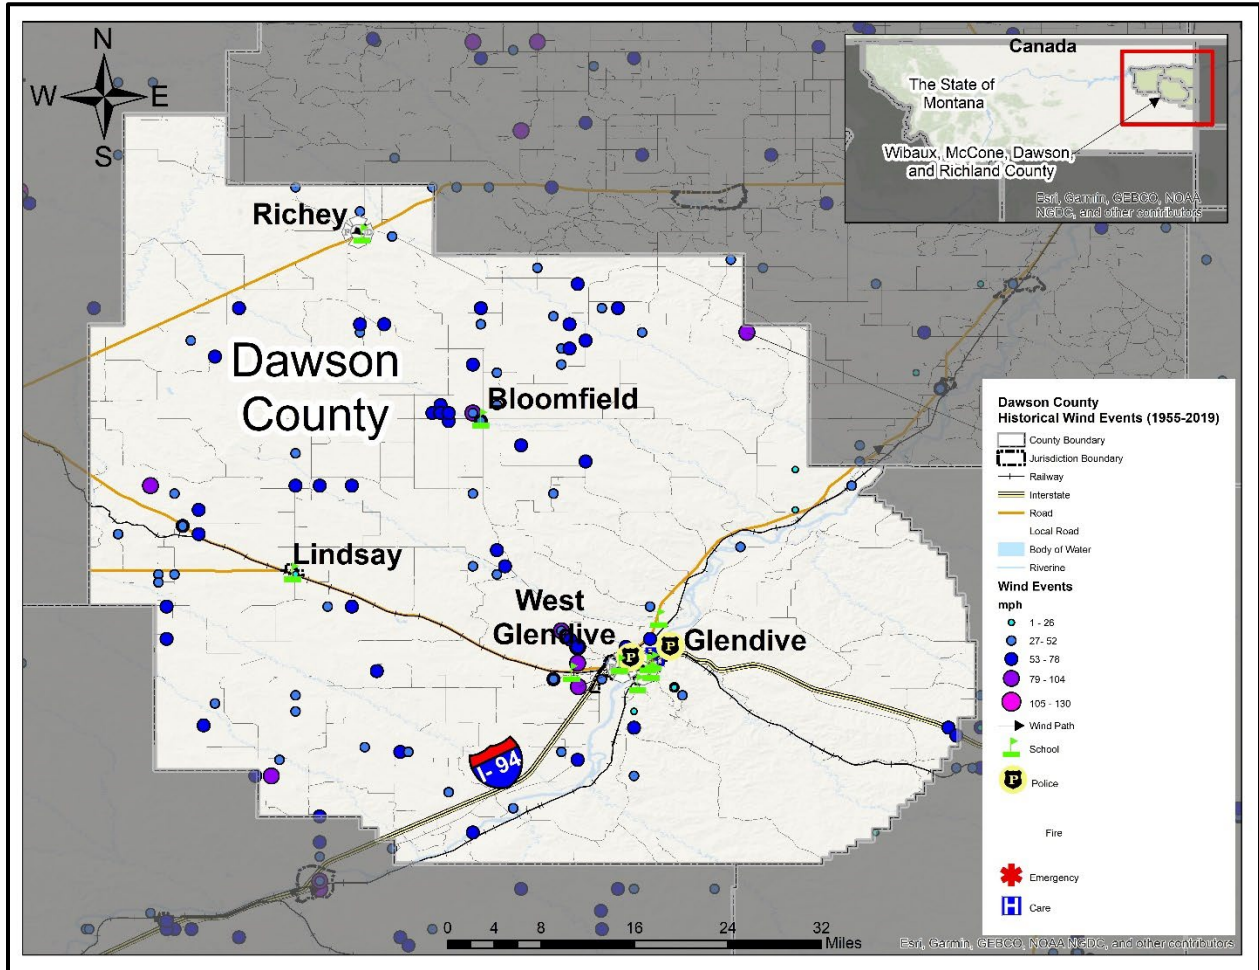 N
W E
S
Canada
The State of
Montana
Wibaux, McCone, Dawson,
and Richland County
Esri, Garmin, GEBCO, NOAA
NGDC, and other contributors
Richey
Dawson
County
Bloomfield
Lindsay
West
Glendive
Glendive
P
P
I-94
Dawson County
Historical Wind Events (1955-2019)
County Boundary
Jurisdiction Boundary
Railway
Interstate
Road
Local Road
Body of Water
Riverine
Wind Events
mph
1 - 26
27- 52
53 - 78
79 - 104
105 - 130
Wind Path
School
P Police
Fire
Emergency
H Care
0 4 8 16 24 32
Miles
Esri, Garmin, GEBCO, NOAA NGDC, and other contributors